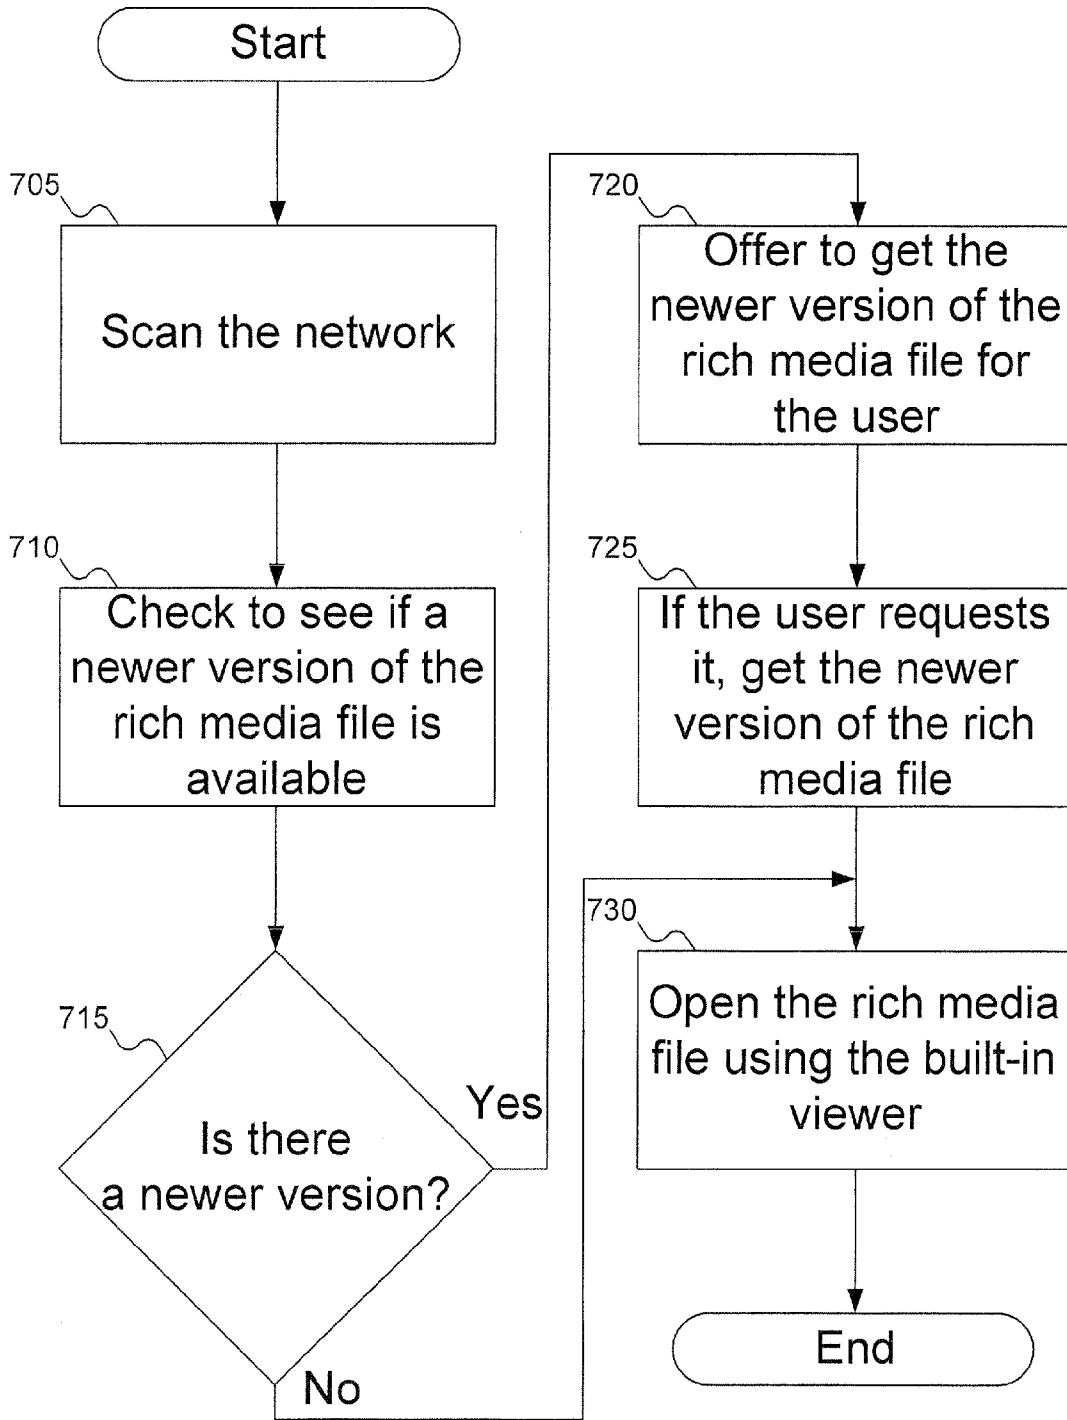 Start
705
Scan the network
710
Check to see if a
newer version of the
rich media file is
available
715
Is there
a newer version?
Yes
No
720
Offer to get the
newer version of the
rich media file for
the user
725
If the user requests
it, get the newer
version of the rich
media file
730
Open the rich media
file using the built-in
viewer
End